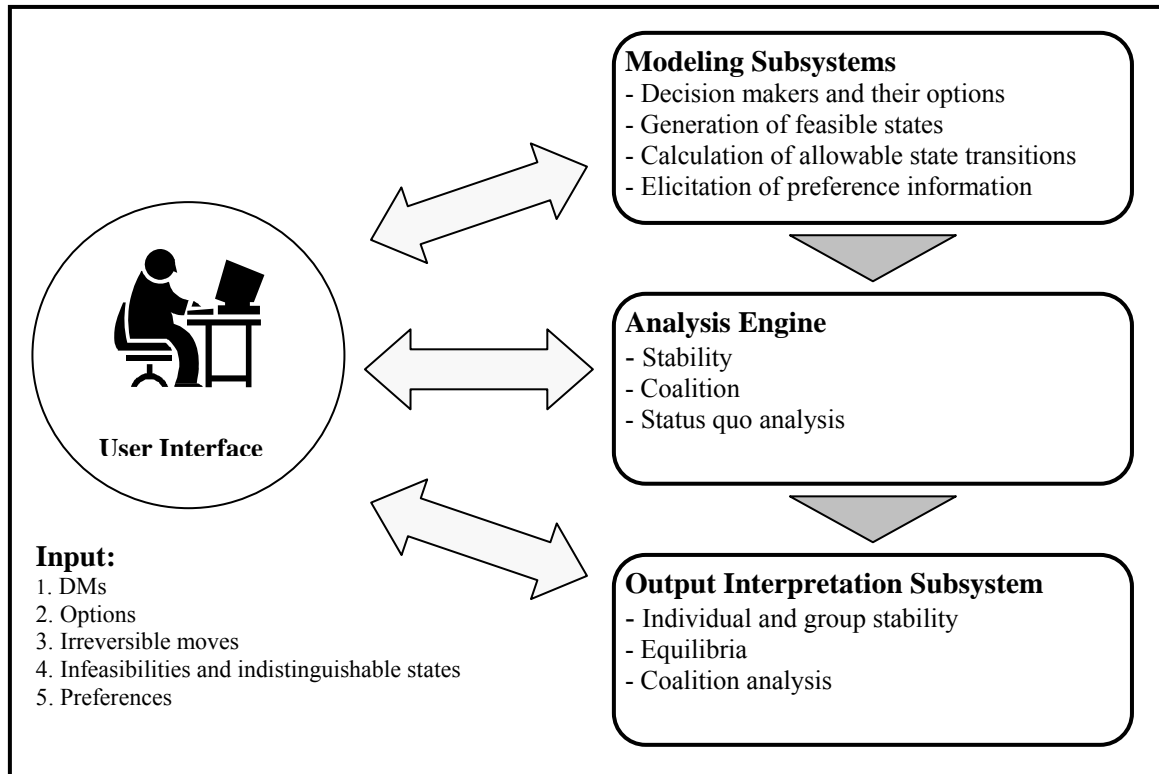 Modeling Subsystems
- Decision makers and their options
- Generation of feasible states
- Calculation of allowable state transitions
- Elicitation of preference information
Analysis Engine
- Stability
- Coalition
- Status quo analysis
User Interface
Input:
1. DMs
2. Options
3. Irreversible moves
4. Infeasibilities and indistinguishable states
5. Preferences
Output Interpretation Subsystem
- Individual and group stability
- Equilibria
- Coalition analysis